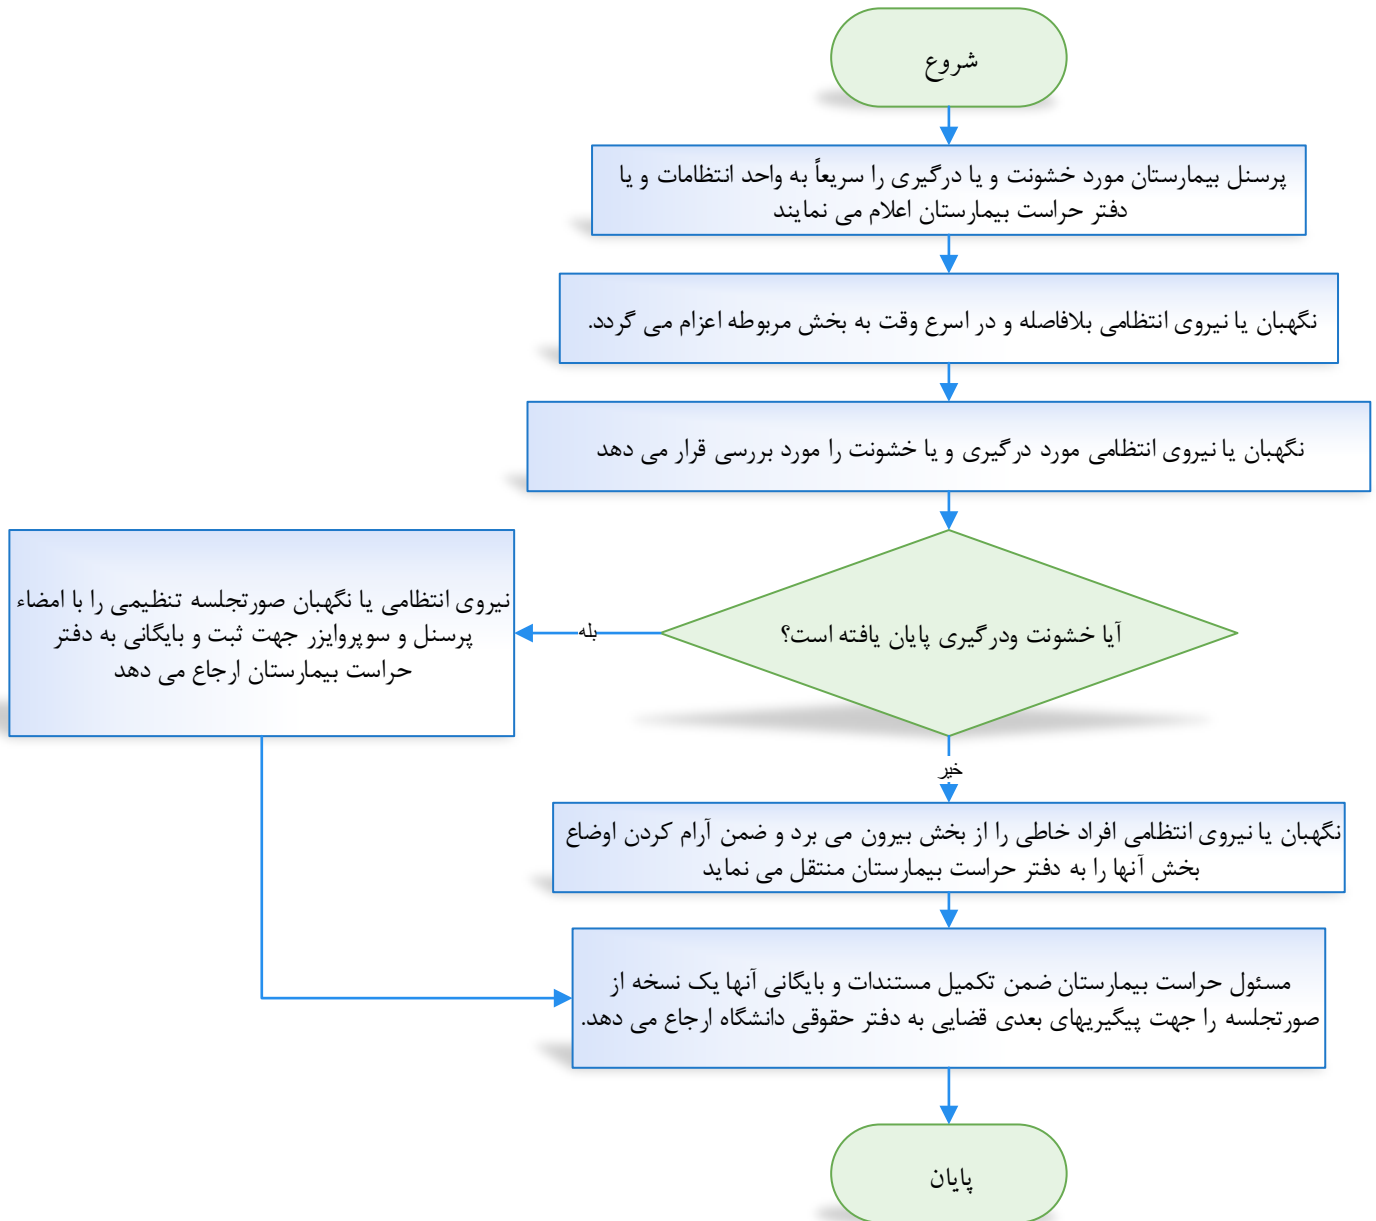 شروع
پرسنل بیمارستان مورد خشونت و یا درگیری را سریعاً به واحد انتظامات و یا
دفتر حراست بیمارستان اعلام می نمایند
نگهبان یا نیروی انتظامی بلافاصله و در اسرع وقت به بخش مربوطه اعزام می گردد.
نگهبان یا نیروی انتظامی مورد درگیری و یا خشونت را مورد بررسی قرار می دهد
آیا خشونت ودرگیری پایان یافته است؟
بله
نیروی انتظامی یا نگهبان صورتجلسه تنظیمی را با امضاء
پرسنل و سوپروایزر جهت ثبت و بایگانی به دفتر
حراست بیمارستان ارجاع می دهد
خیر
نگهبان یا نیروی انتظامی افراد خاطی را از بخش بیرون می برد و ضمن آرام کردن اوضاع
بخش آنها را به دفتر حراست بیمارستان منتقل می نماید
مسئول حراست بیمارستان ضمن تکمیل مستندات و بایگانی آنها یک نسخه از
صورتجلسه را جهت پیگیریهای بعدی قضایی به دفتر حقوقی دانشگاه ارجاع می دهد.
پایان